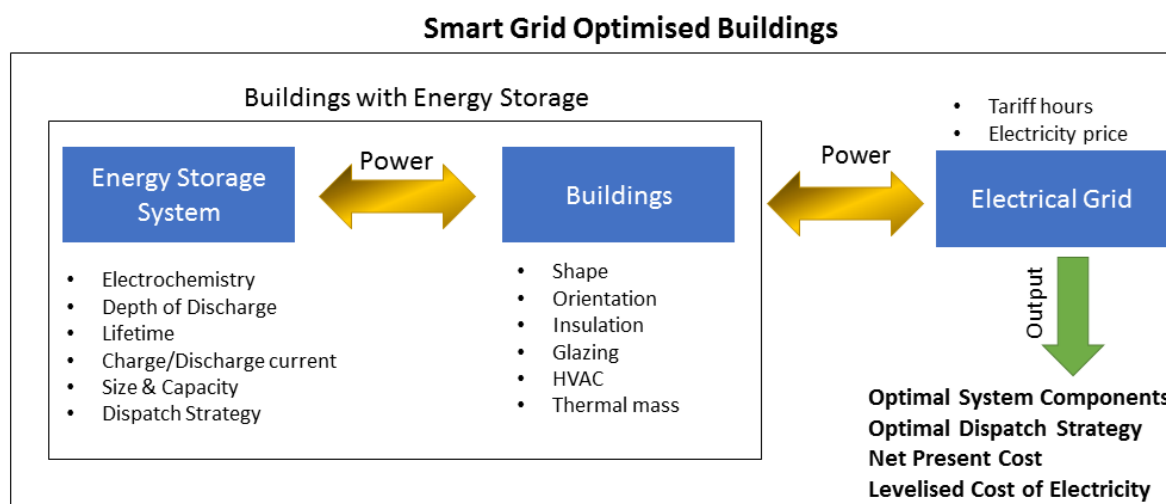 Smart Grid Optimised Buildings
Buildings with Energy Storage
• Tariff hours
• Electricity price
Energy Storage
System
Power
Buildings
Power
Electrical Grid
• Electrochemistry
• Depth of Discharge
• Lifetime
• Charge/Discharge current
• Size & Capacity
• Dispatch Strategy
• Shape
• Orientation
• Insulation
• Glazing
• HVAC
• Thermal mass
Output
Optimal System Components
Optimal Dispatch Strategy
Net Present Cost
Levelised Cost of Electricity